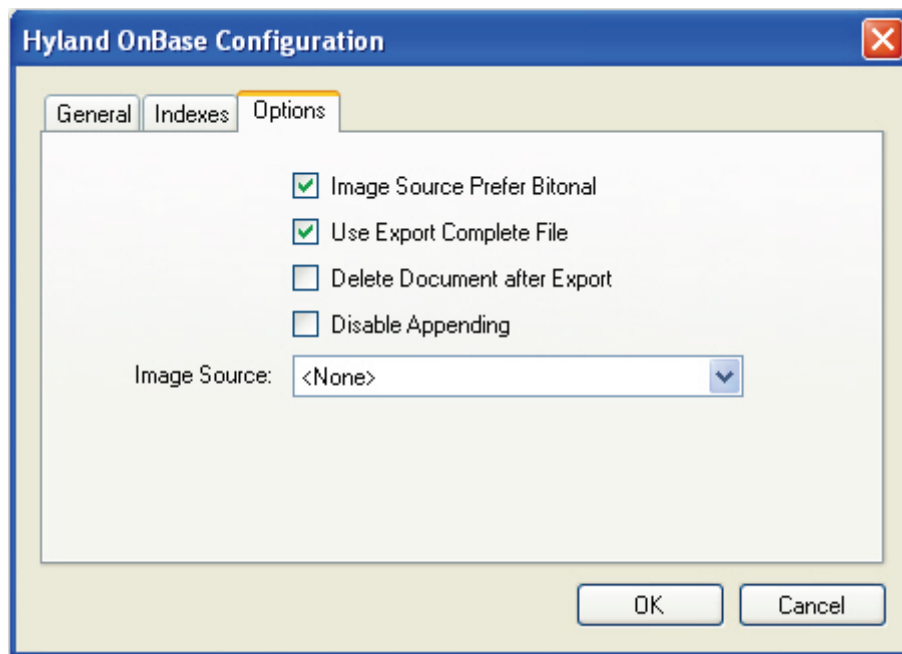 Hyland OnBase Configuration
General Indexes Options
Image Source Prefer Bitonal
Use Export Complete File
Delete Document after Export
Disable Appending
Image Source: <None>
OK Cancel